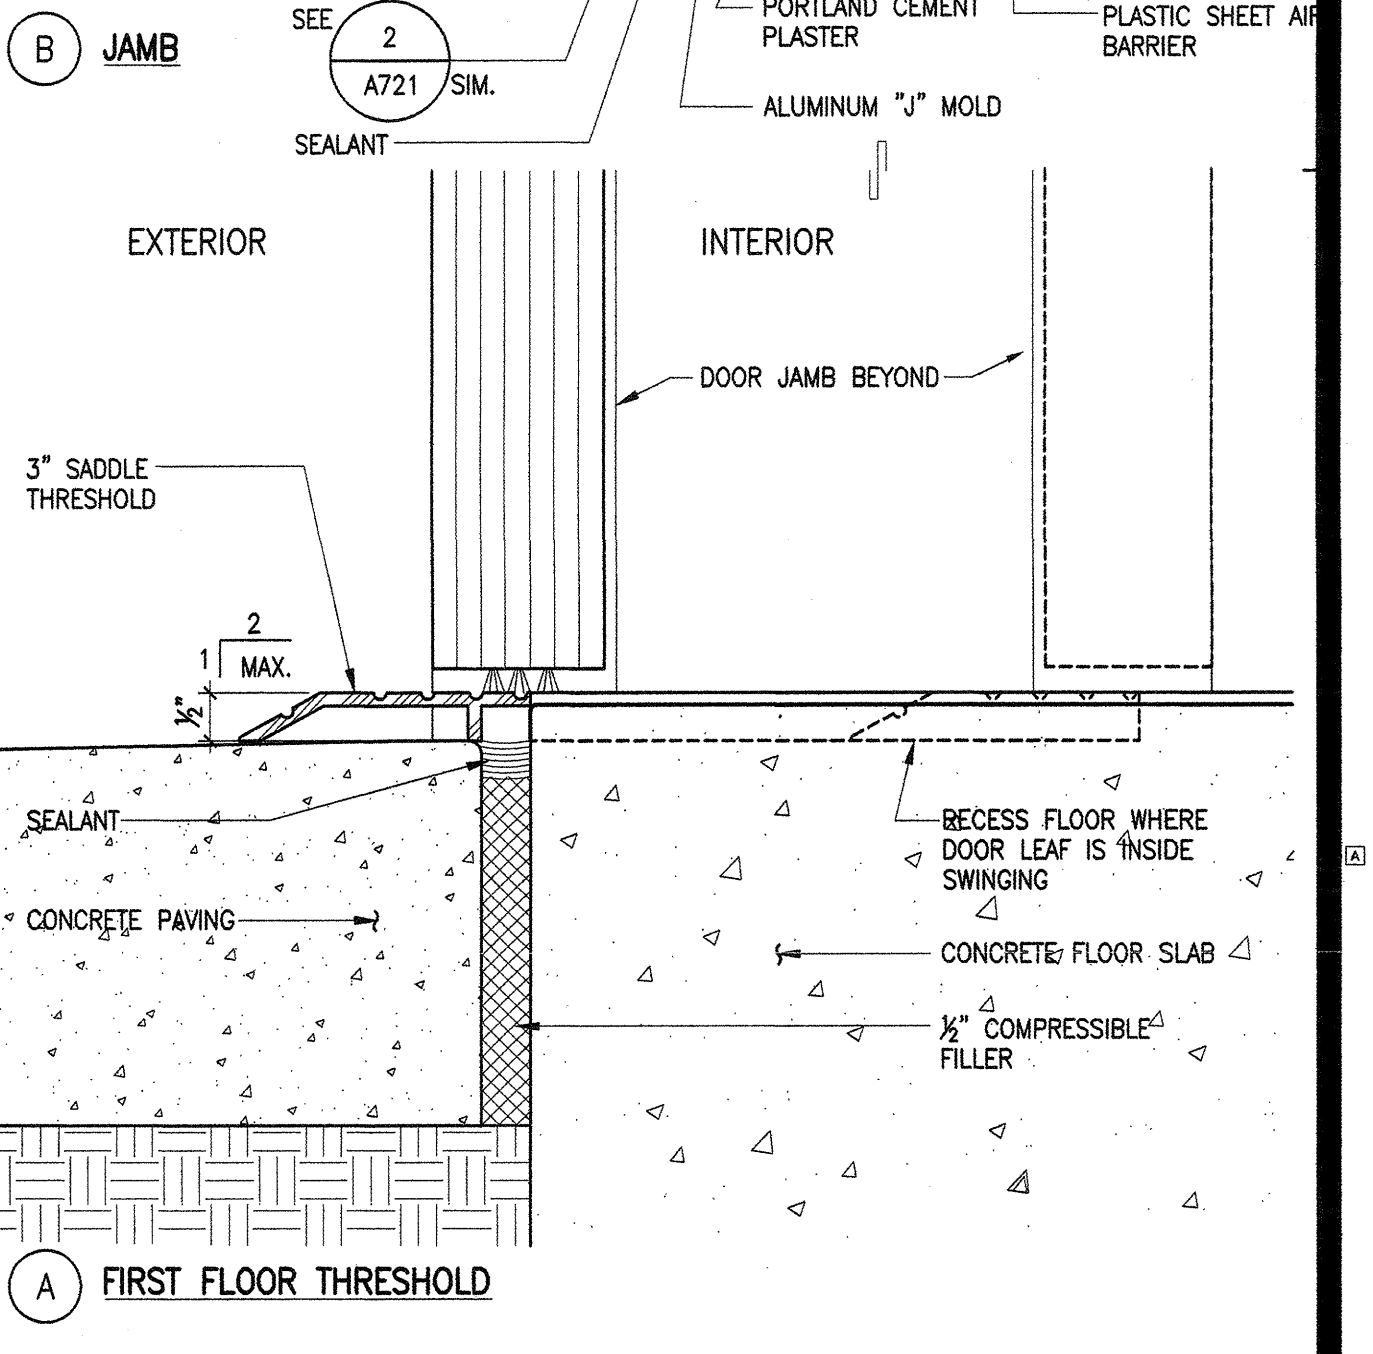 SEE
2
A721
SIM.
SEALANT
PORTLAND CEMENT
PLASTER
ALUMINUM "J" MOLD
PLASTIC SHEET AIR
BARRIER
B JAMB
EXTERIOR
INTERIOR
DOOR JAMB BEYOND
3" SADDLE
THRESHOLD
2
1
MAX.
½"
SEALANT
CONCRETE PAVING
RECESS FLOOR WHERE
DOOR LEAF IS INSIDE
SWINGING
CONCRETE FLOOR SLAB
½" COMPRESSIBLE
FILLER
A
A FIRST FLOOR THRESHOLD